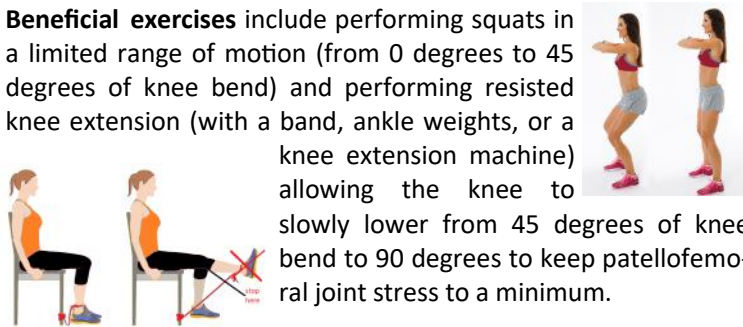 Beneficial exercises include performing squats in
a limited range of motion (from 0 degrees to 45
degrees of knee bend) and performing resisted
knee extension (with a band, ankle weights, or a
knee extension machine)
allowing the knee to
slowly lower from 45 degrees of knee
bend to 90 degrees to keep patellofemo-
ral joint stress to a minimum.
stop
here